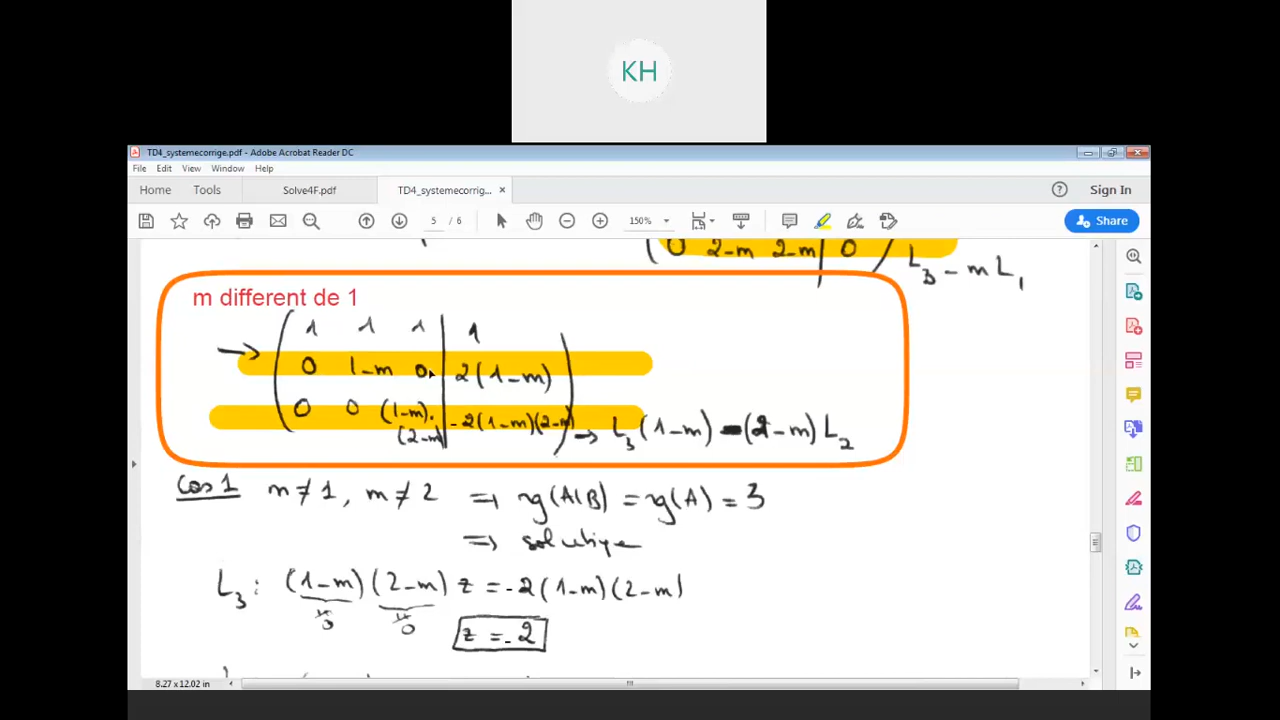 KH
TD4_systemecorrige.pdf - Adobe Acrobat Reader DC
File Edit View Window Help
Home Tools Solve4F.pdf TD4_systemecorrig... × Sign In
5 / 6 150% Share
( 0 2-m 2-m | 0 ) L3 - m L1
m different de 1
→ ( 1 1 1 | 1
0 1-m 0 | 2(1-m)
0 0 (1-m).(2-m) | -2(1-m)(2-m) ) → L3 (1-m) - (2-m) L2
Cas 1 m ≠ 1, m ≠ 2 ⟹ rg(A|B) = rg(A) = 3
⟹ solutique
L3 : (1-m) (2-m) z = -2(1-m)(2-m)
≠0 ≠0
z = -2
8.27 x 12.02 in